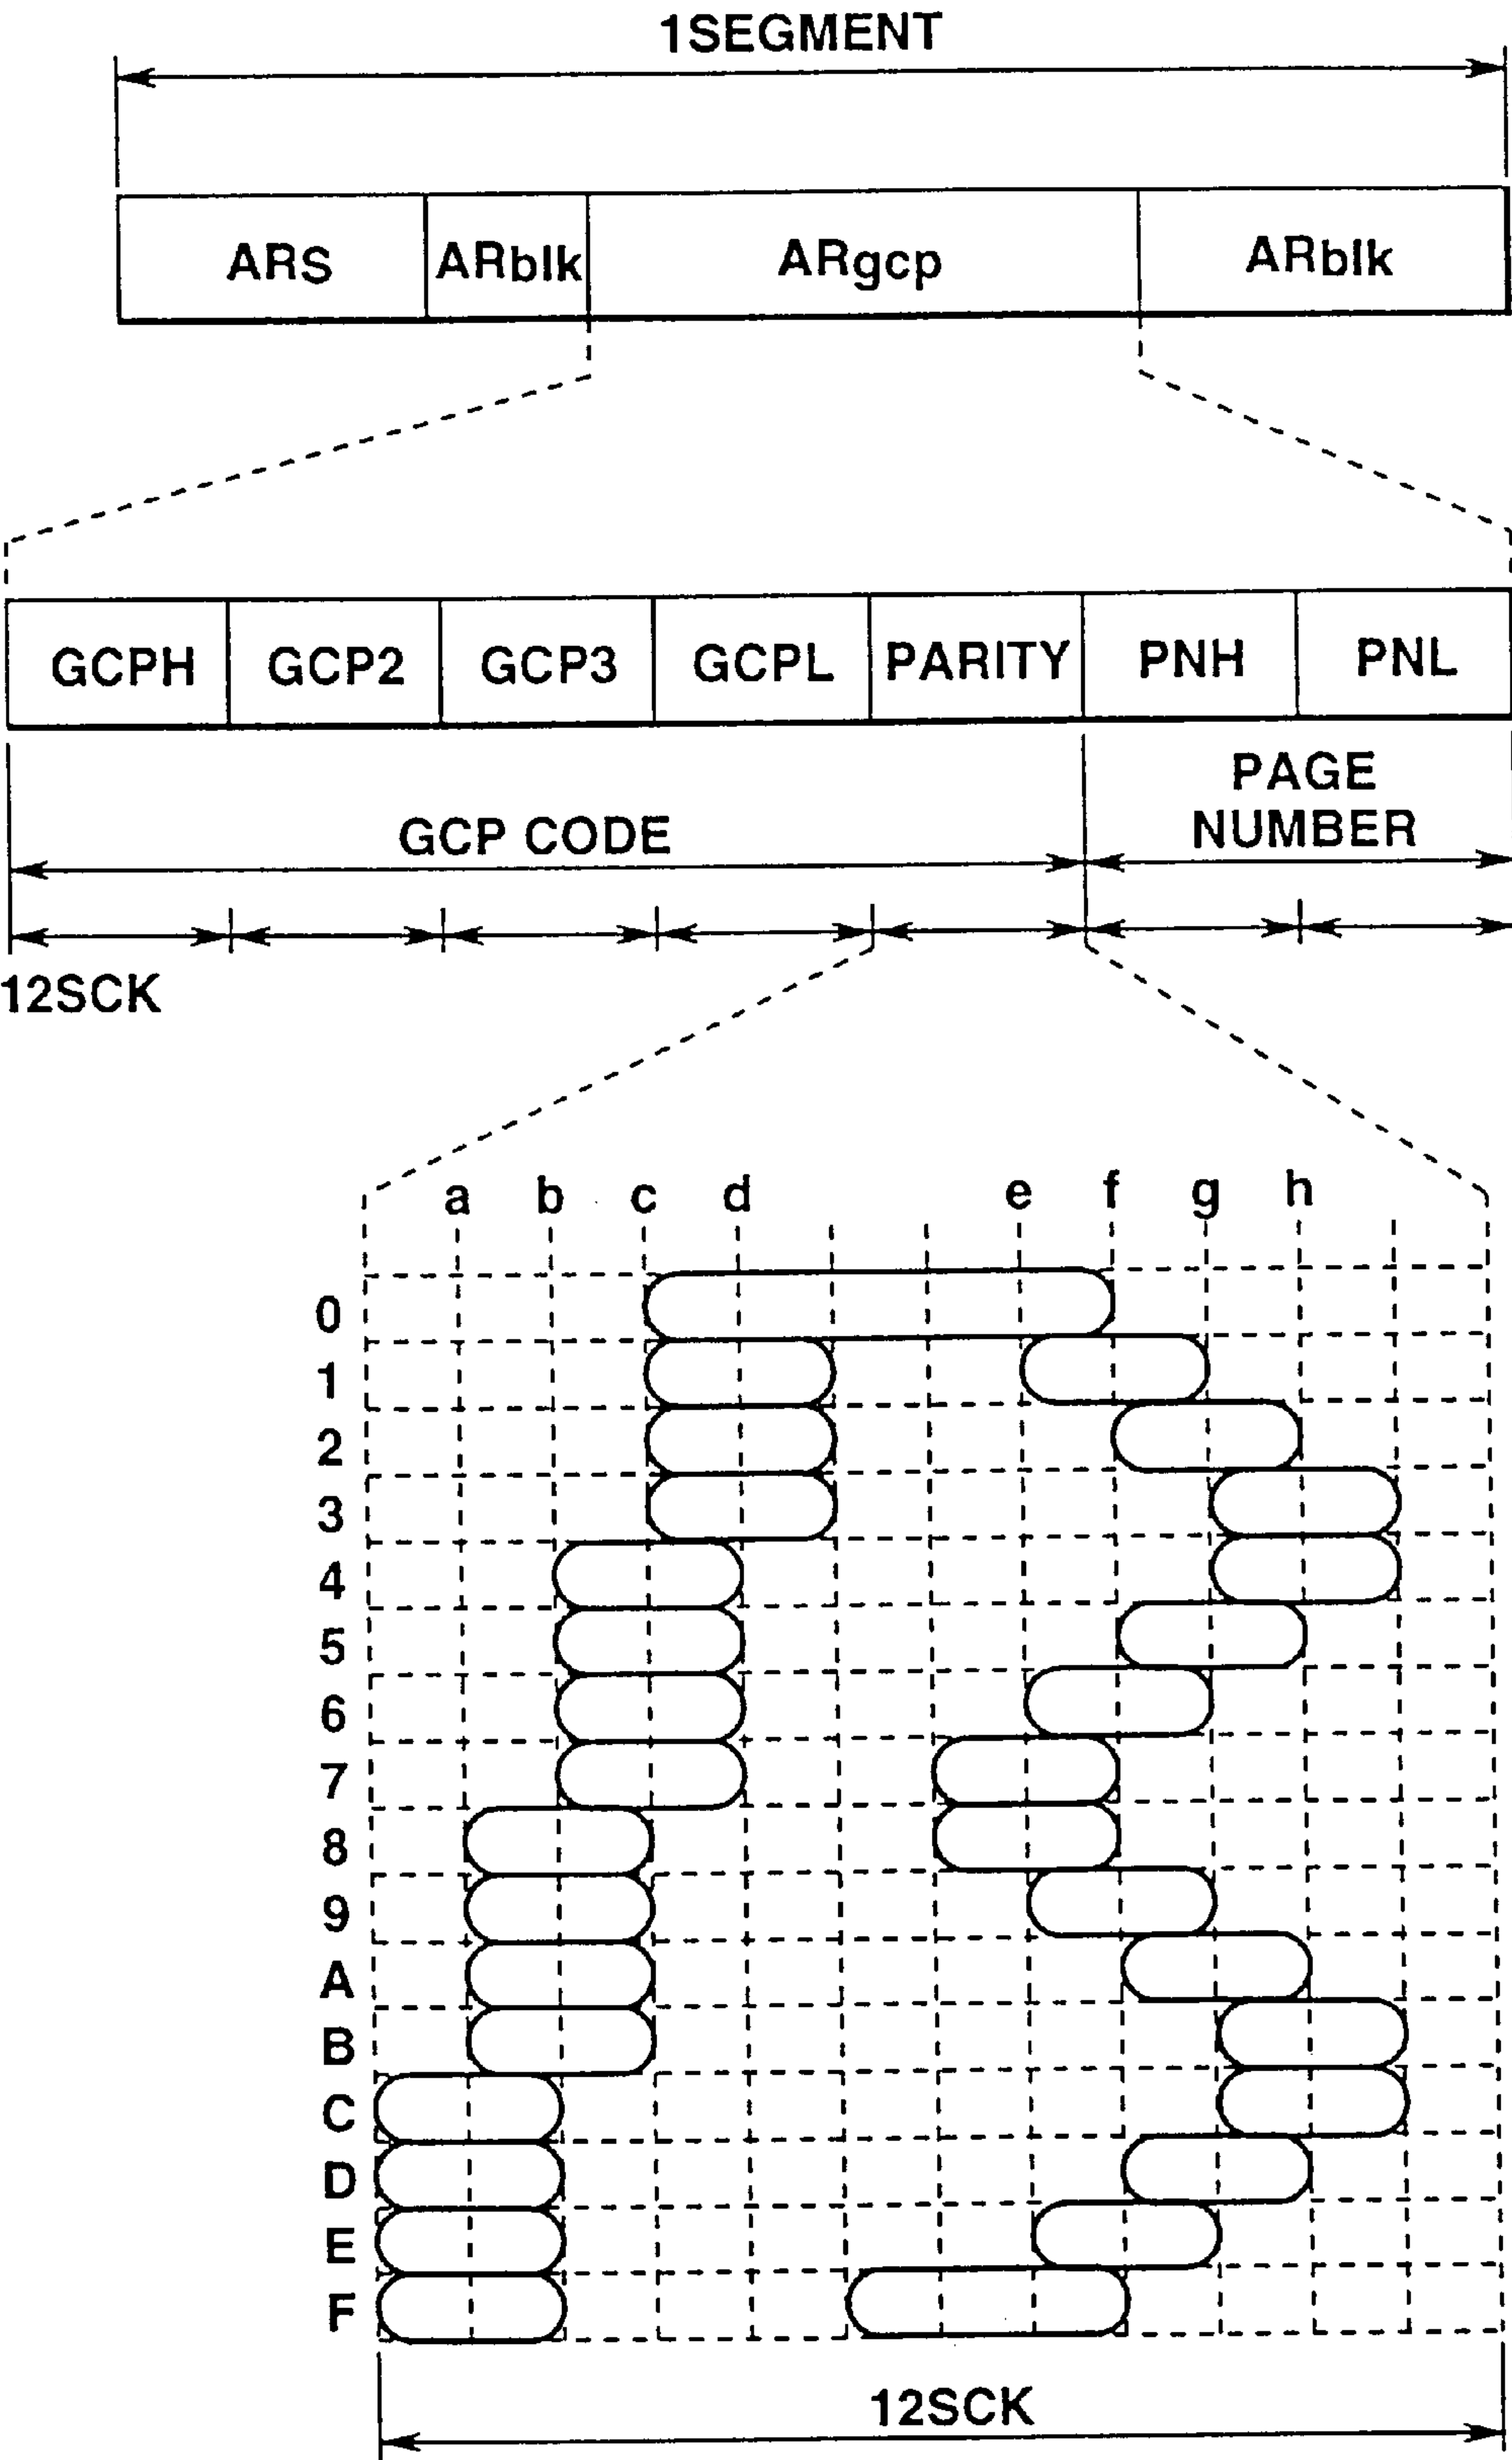 1SEGMENT
ARS ARblk ARgcp ARblk
GCPH GCP2 GCP3 GCPL PARITY PNH PNL
GCP CODE
PAGE
NUMBER
12SCK
a b c d e f g h
0
1
2
3
4
5
6
7
8
9
A
B
C
D
E
F
12SCK